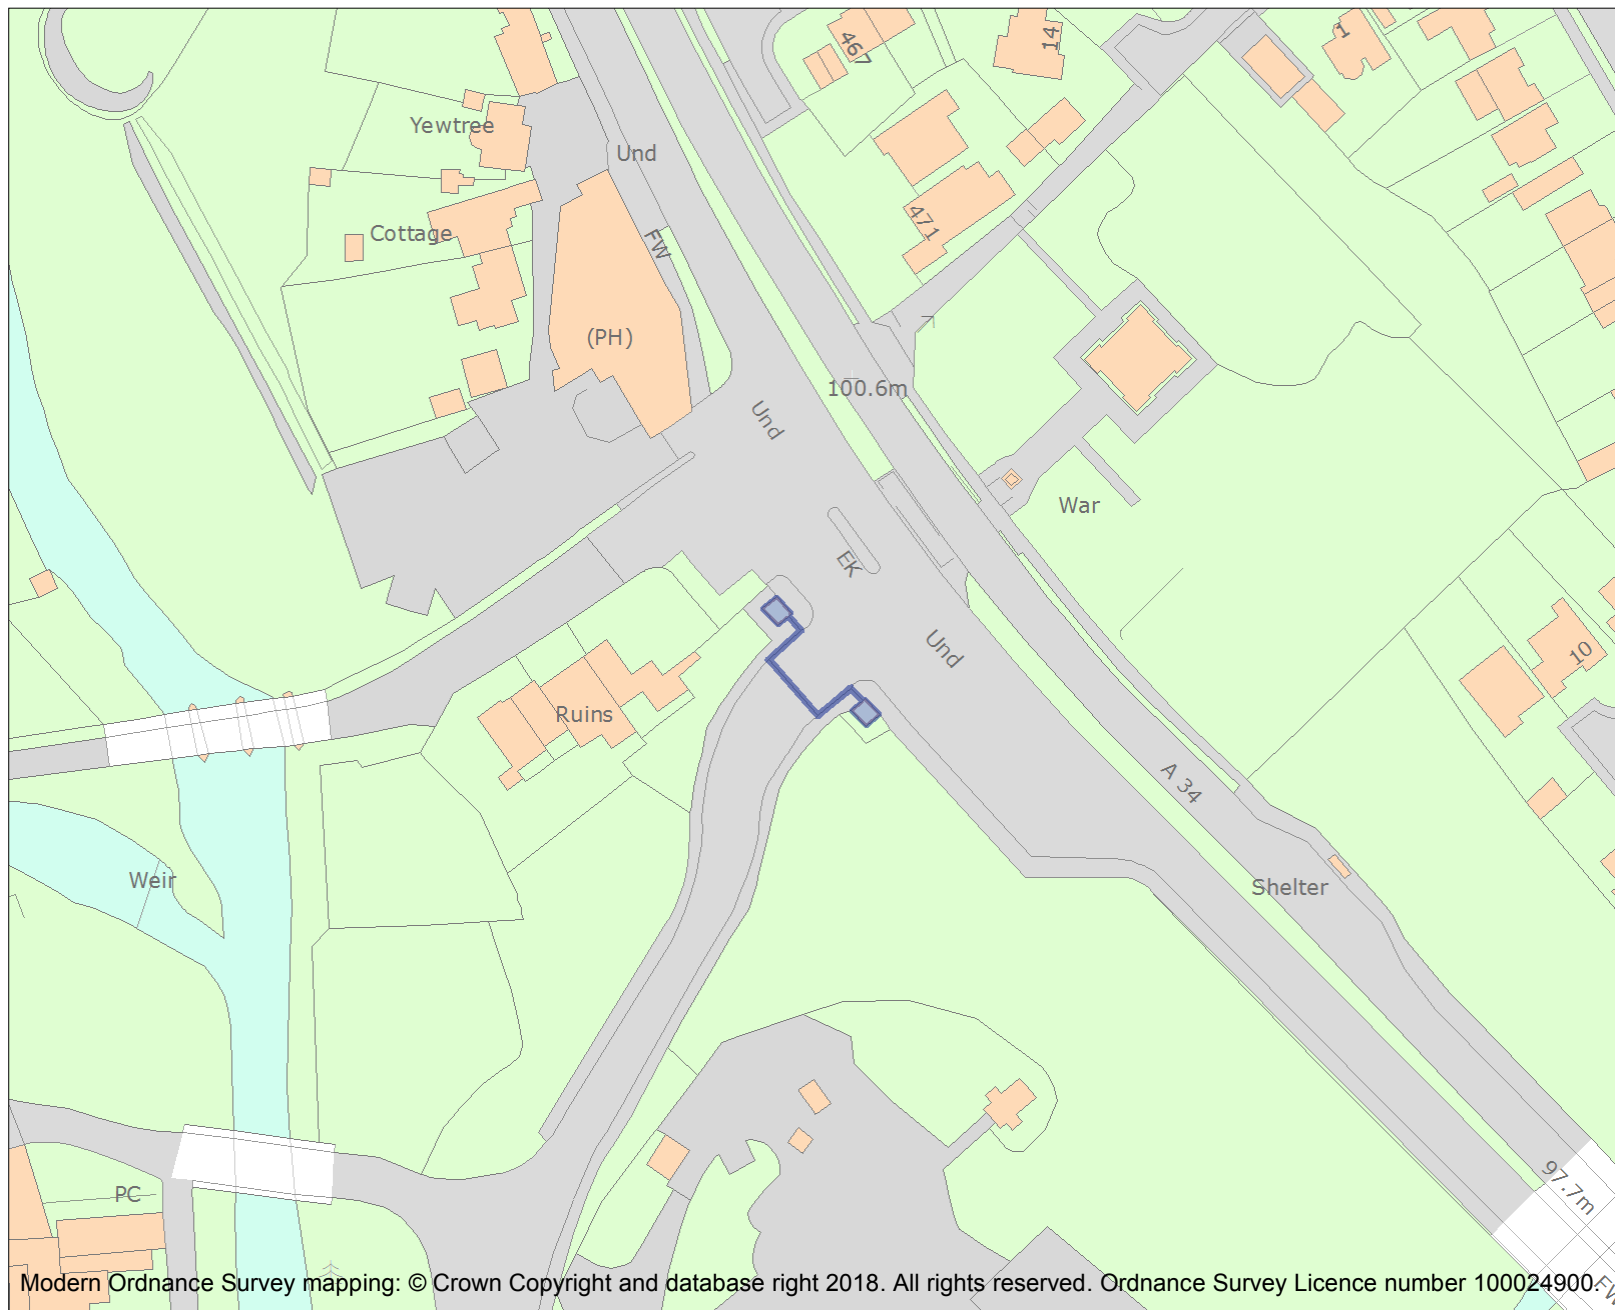 467
14
1
Yewtree
Und
471
Cottage
FW
(PH)
100.6m
Und
War
EK
Und
10
Ruins
A 34
Weir
Shelter
PC
97.7m
FW
Modern Ordnance Survey mapping: © Crown Copyright and database right 2018. All rights reserved. Ordnance Survey Licence number 100024900.